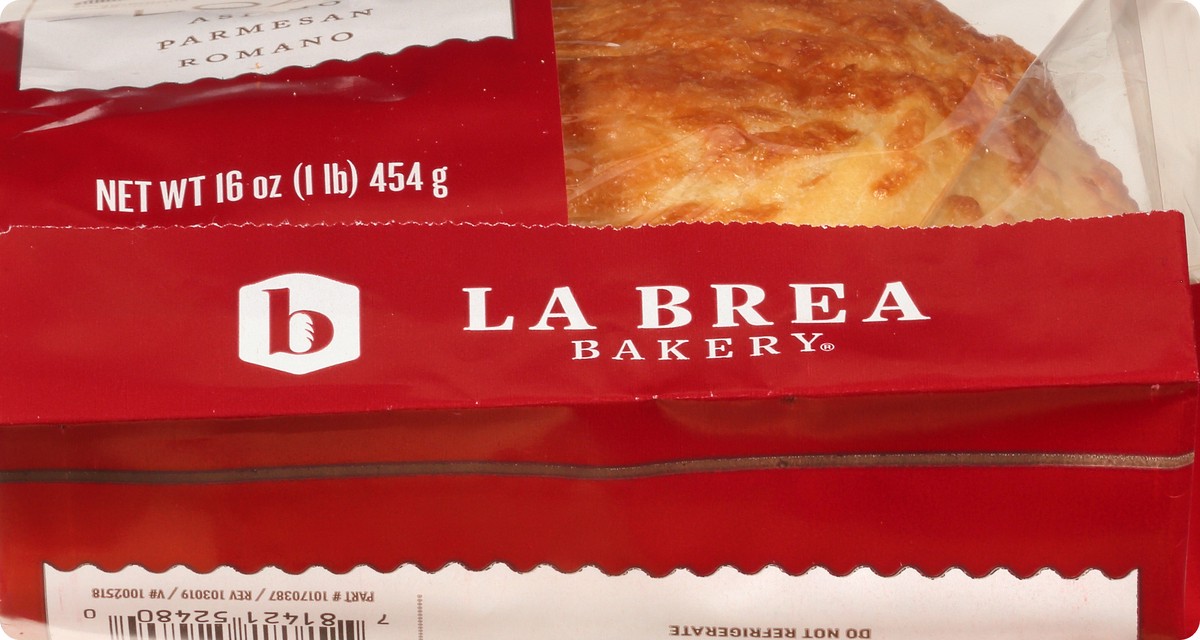 PARMESAN
ROMANO
NET WT 16 oz (1 lb) 454 g
b
LA BREA
BAKERY®
PART # 10170387 / REV 103019 / V# 1002518
7 81421 52480 0
DO NOT REFRIGERATE